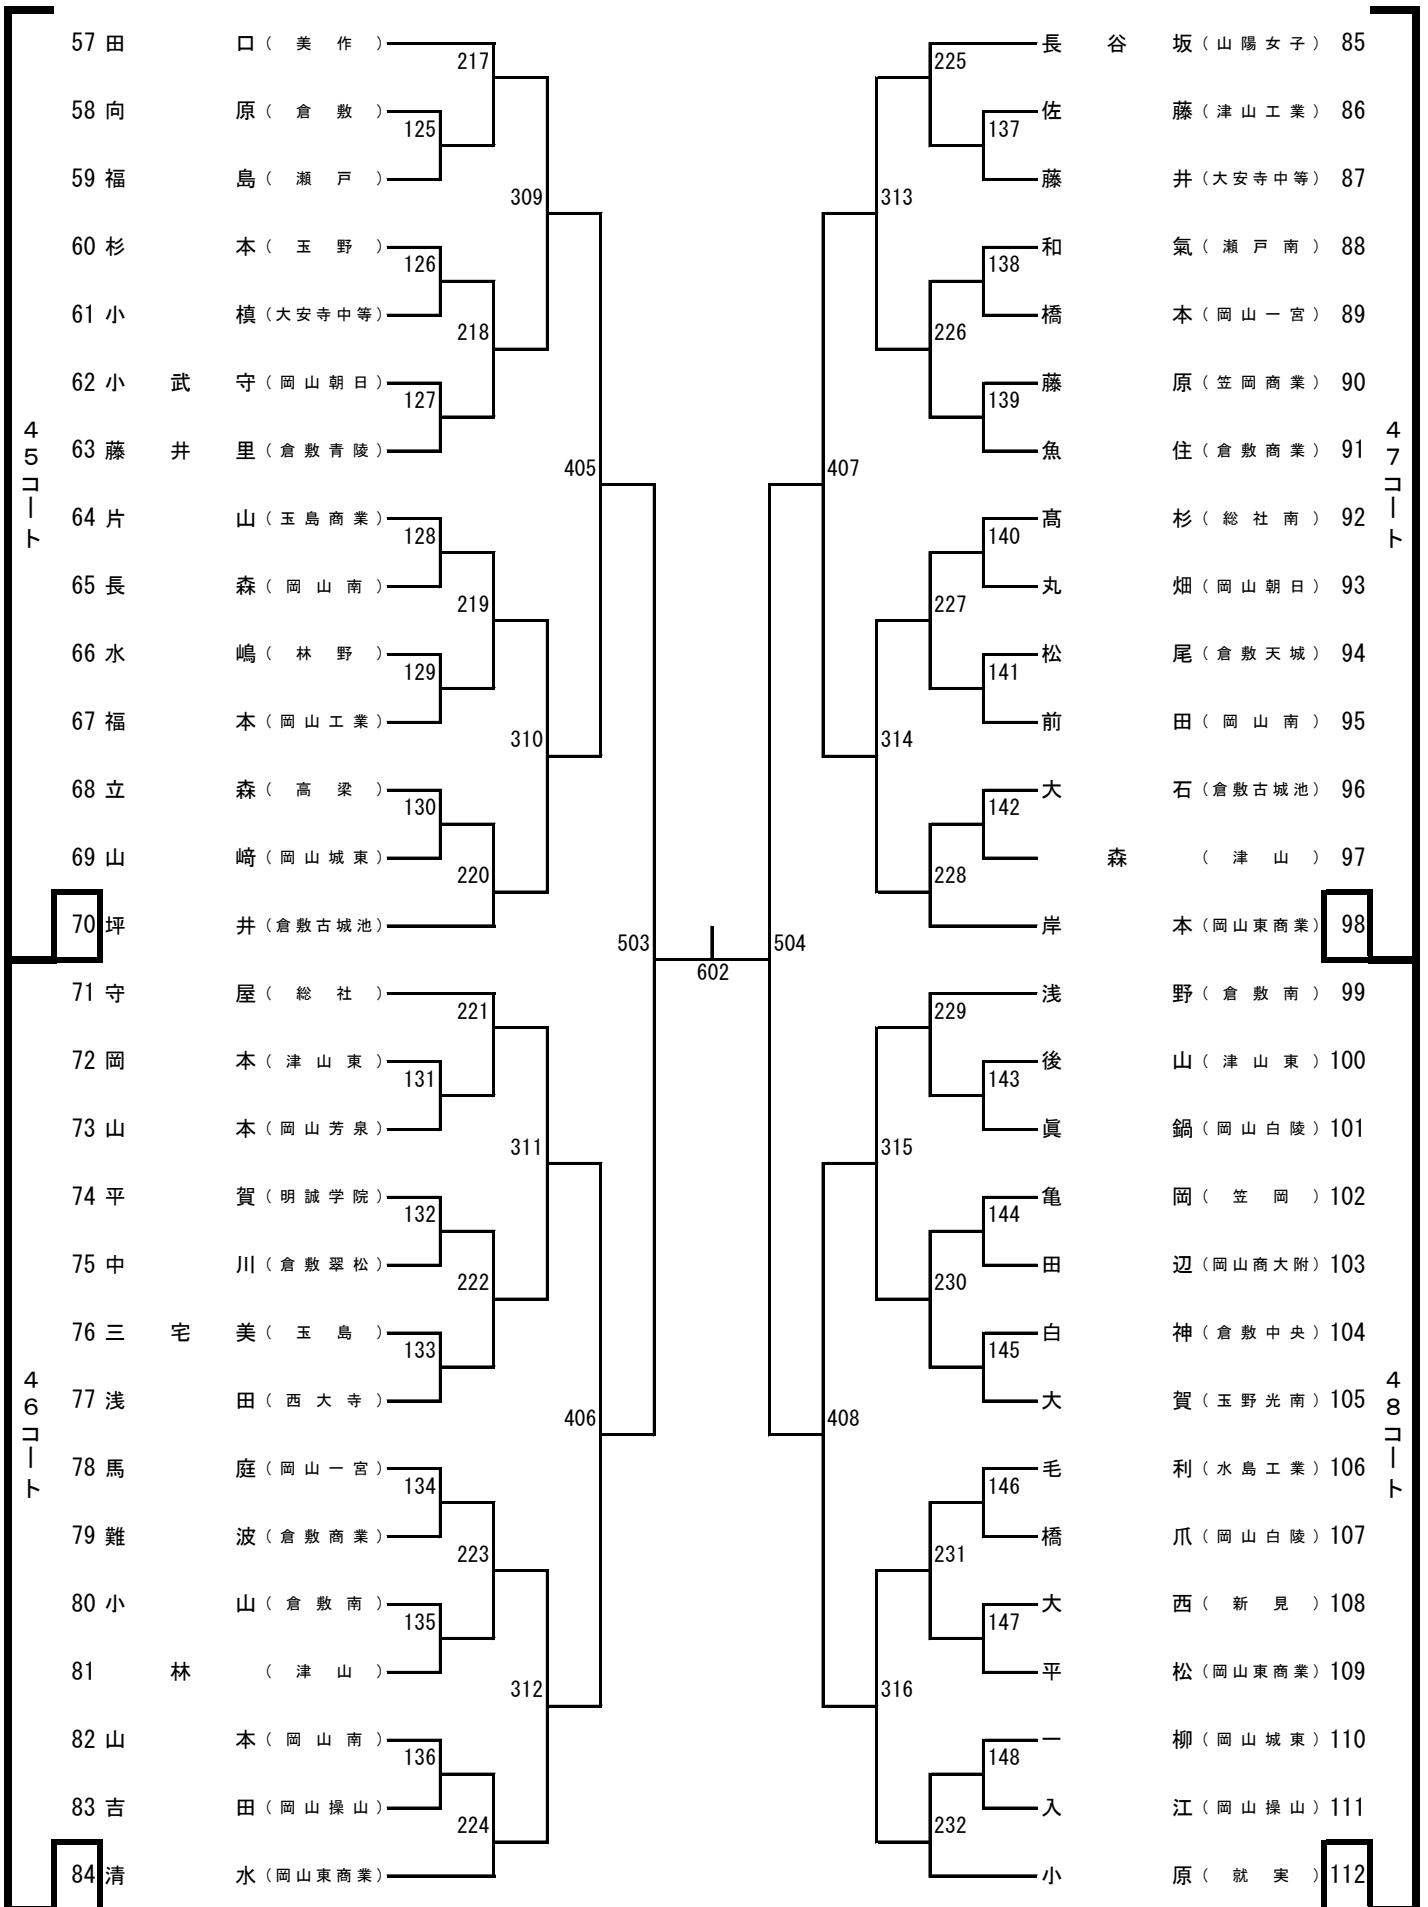 57 田口（美作）
58 向原（倉敷）
59 福島（瀬戸）
60 杉本（玉野）
61 小槙（大安寺中等）
62 小武守（岡山朝日）
63 藤井里（倉敷青陵）
64 片山（玉島商業）
65 長森（岡山南）
66 水嶋（林野）
67 福本（岡山工業）
68 立森（高梁）
69 山﨑（岡山城東）
70 坪井（倉敷古城池）
71 守屋（総社）
72 岡本（津山東）
73 山本（岡山芳泉）
74 平賀（明誠学院）
75 中川（倉敷翠松）
76 三宅美（玉島）
77 浅田（西大寺）
78 馬庭（岡山一宮）
79 難波（倉敷商業）
80 小山（倉敷南）
81 林（津山）
82 山本（岡山南）
83 吉田（岡山操山）
84 清水（岡山東商業）
45コート
46コート
125
126
127
128
129
130
131
132
133
134
135
136
217
218
219
220
221
222
223
224
309
310
311
312
405
406
503
602
504
407
408
313
314
315
316
225
226
227
228
229
230
231
232
137
138
139
140
141
142
143
144
145
146
147
148
長谷坂（山陽女子）85
佐藤（津山工業）86
藤井（大安寺中等）87
和氣（瀬戸南）88
橋本（岡山一宮）89
藤原（笠岡商業）90
魚住（倉敷商業）91
髙杉（総社南）92
丸畑（岡山朝日）93
松尾（倉敷天城）94
前田（岡山南）95
大石（倉敷古城池）96
森（津山）97
岸本（岡山東商業）98
浅野（倉敷南）99
後山（津山東）100
眞鍋（岡山白陵）101
亀岡（笠岡）102
田辺（岡山商大附）103
白神（倉敷中央）104
大賀（玉野光南）105
毛利（水島工業）106
橋爪（岡山白陵）107
大西（新見）108
平松（岡山東商業）109
一柳（岡山城東）110
入江（岡山操山）111
小原（就実）112
47コート
48コート